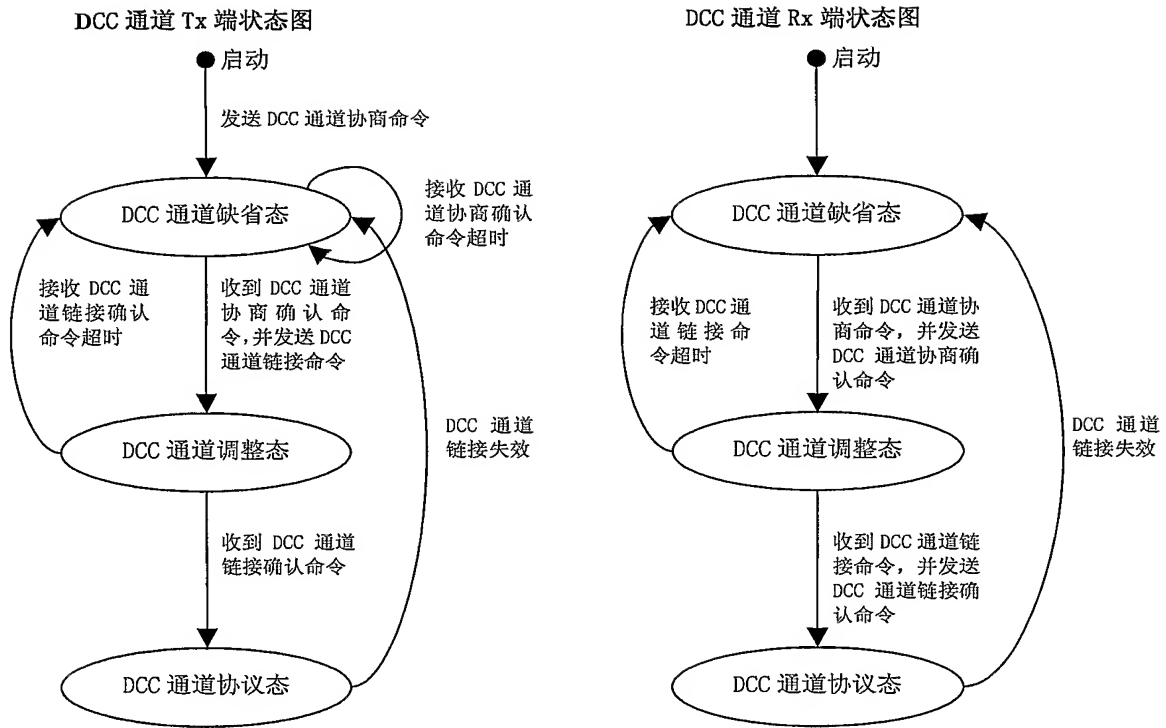 DCC 通道 Tx 端状态图
启动
发送 DCC 通道协商命令
DCC 通道缺省态
接收 DCC 通
道协商确认
命令超时
接收 DCC 通
道链接确认
命令超时
收到 DCC 通道
协商确认命
令,并发送 DCC
通道链接命令
DCC 通道调整态
DCC 通道
链接失效
收到 DCC 通道
链接确认命令
DCC 通道协议态
DCC 通道 Rx 端状态图
启动
DCC 通道缺省态
接收 DCC 通
道链接命
令超时
收到 DCC 通道协
商命令，并发送
DCC 通道协商确
认命令
DCC 通道调整态
DCC 通道
链接失效
收到 DCC 通道链
接命令，并发送
DCC 通道链接确
认命令
DCC 通道协议态